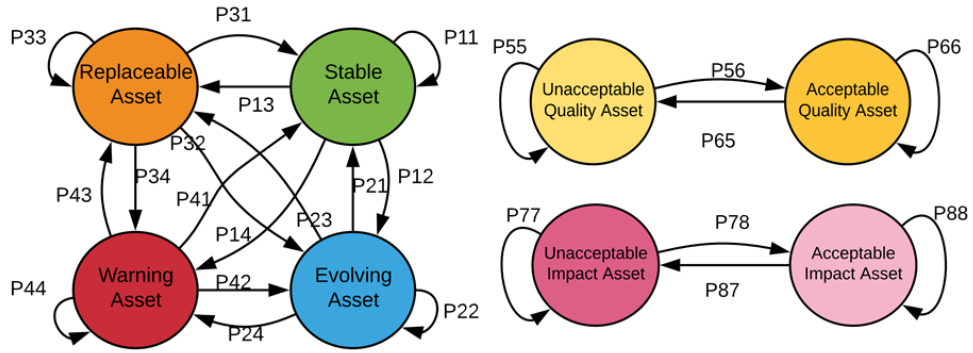 P33
P31
P11
Replaceable
Asset
Stable
Asset
P13
P32
P43
P34
P41
P21
P12
P14
P23
Warning
Asset
Evolving
Asset
P44
P42
P24
P22
P55
P56
P66
Unacceptable
Quality Asset
Acceptable
Quality Asset
P65
P77
P78
P88
Unacceptable
Impact Asset
Acceptable
Impact Asset
P87